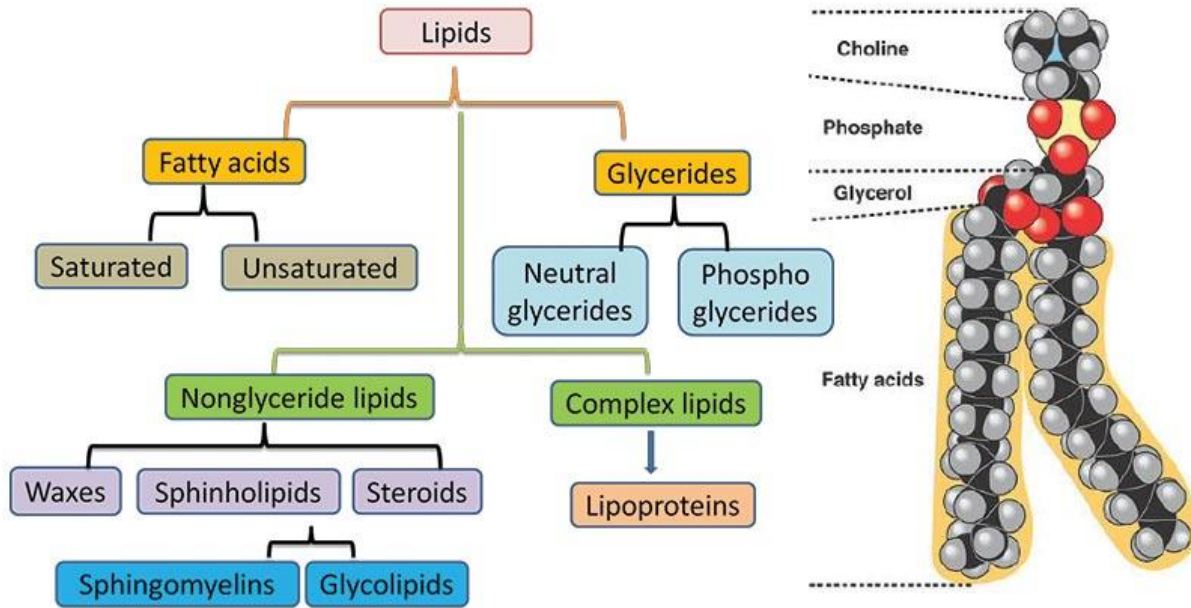 Lipids
Fatty acids
Glycerides
Saturated
Unsaturated
Neutral
glycerides
Phospho
glycerides
Nonglyceride lipids
Complex lipids
Waxes
Sphinholipids
Steroids
Lipoproteins
Sphingomyelins
Glycolipids
Choline
Phosphate
Glycerol
Fatty acids